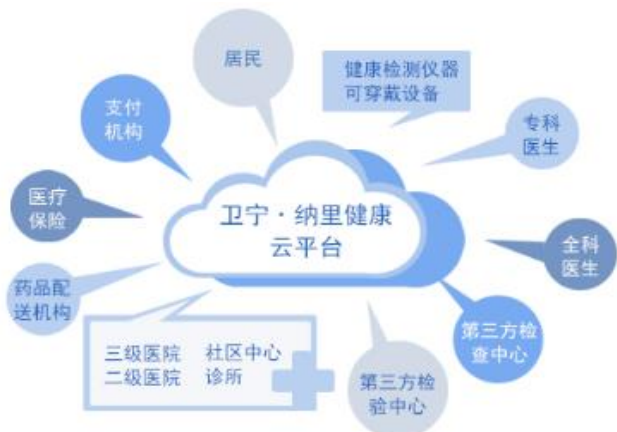 居民
健康检测仪器
可穿戴设备
支付
机构
专科
医生
医疗
保险
卫宁·纳里健康
云平台
全科
医生
药品配
送机构
三级医院 社区中心
二级医院 诊所
第三方检
查中心
第三方检
验中心